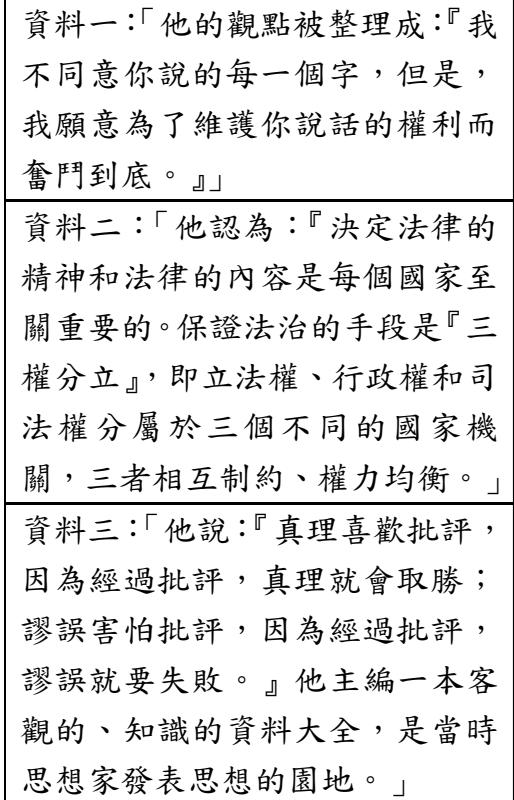 資料一：「他的觀點被整理成：『我
不同意你說的每一個字，但是，
我願意為了維護你說話的權利而
奮鬥到底。』」
資料二：「他認為：『決定法律的
精神和法律的內容是每個國家至
關重要的。保證法治的手段是『三
權分立』，即立法權、行政權和司
法權分屬於三個不同的國家機
關，三者相互制約、權力均衡。」
資料三：「他說：『真理喜歡批評，
因為經過批評，真理就會取勝；
謬誤害怕批評，因為經過批評，
謬誤就要失敗。』他主編一本客
觀的、知識的資料大全，是當時
思想家發表思想的園地。」